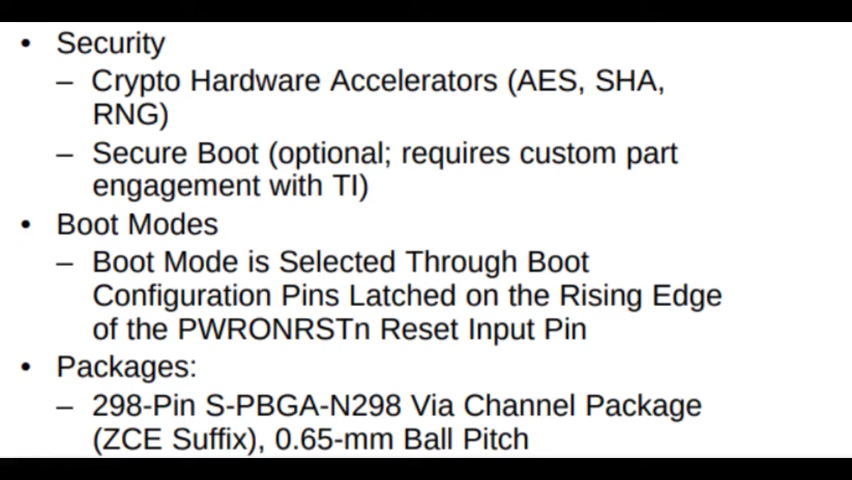 • Security
– Crypto Hardware Accelerators (AES, SHA,
RNG)
– Secure Boot (optional; requires custom part
engagement with TI)
• Boot Modes
– Boot Mode is Selected Through Boot
Configuration Pins Latched on the Rising Edge
of the PWRONRSTn Reset Input Pin
• Packages:
– 298-Pin S-PBGA-N298 Via Channel Package
(ZCE Suffix), 0.65-mm Ball Pitch